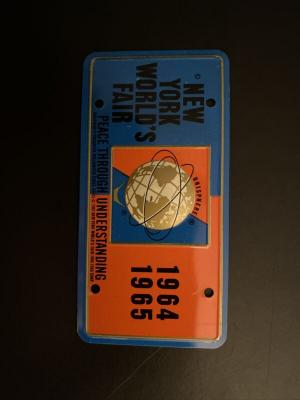 © NEW
YORK
WORLD'S
FAIR
UNISPHERE
1964
1965
PEACE THROUGH UNDERSTANDING